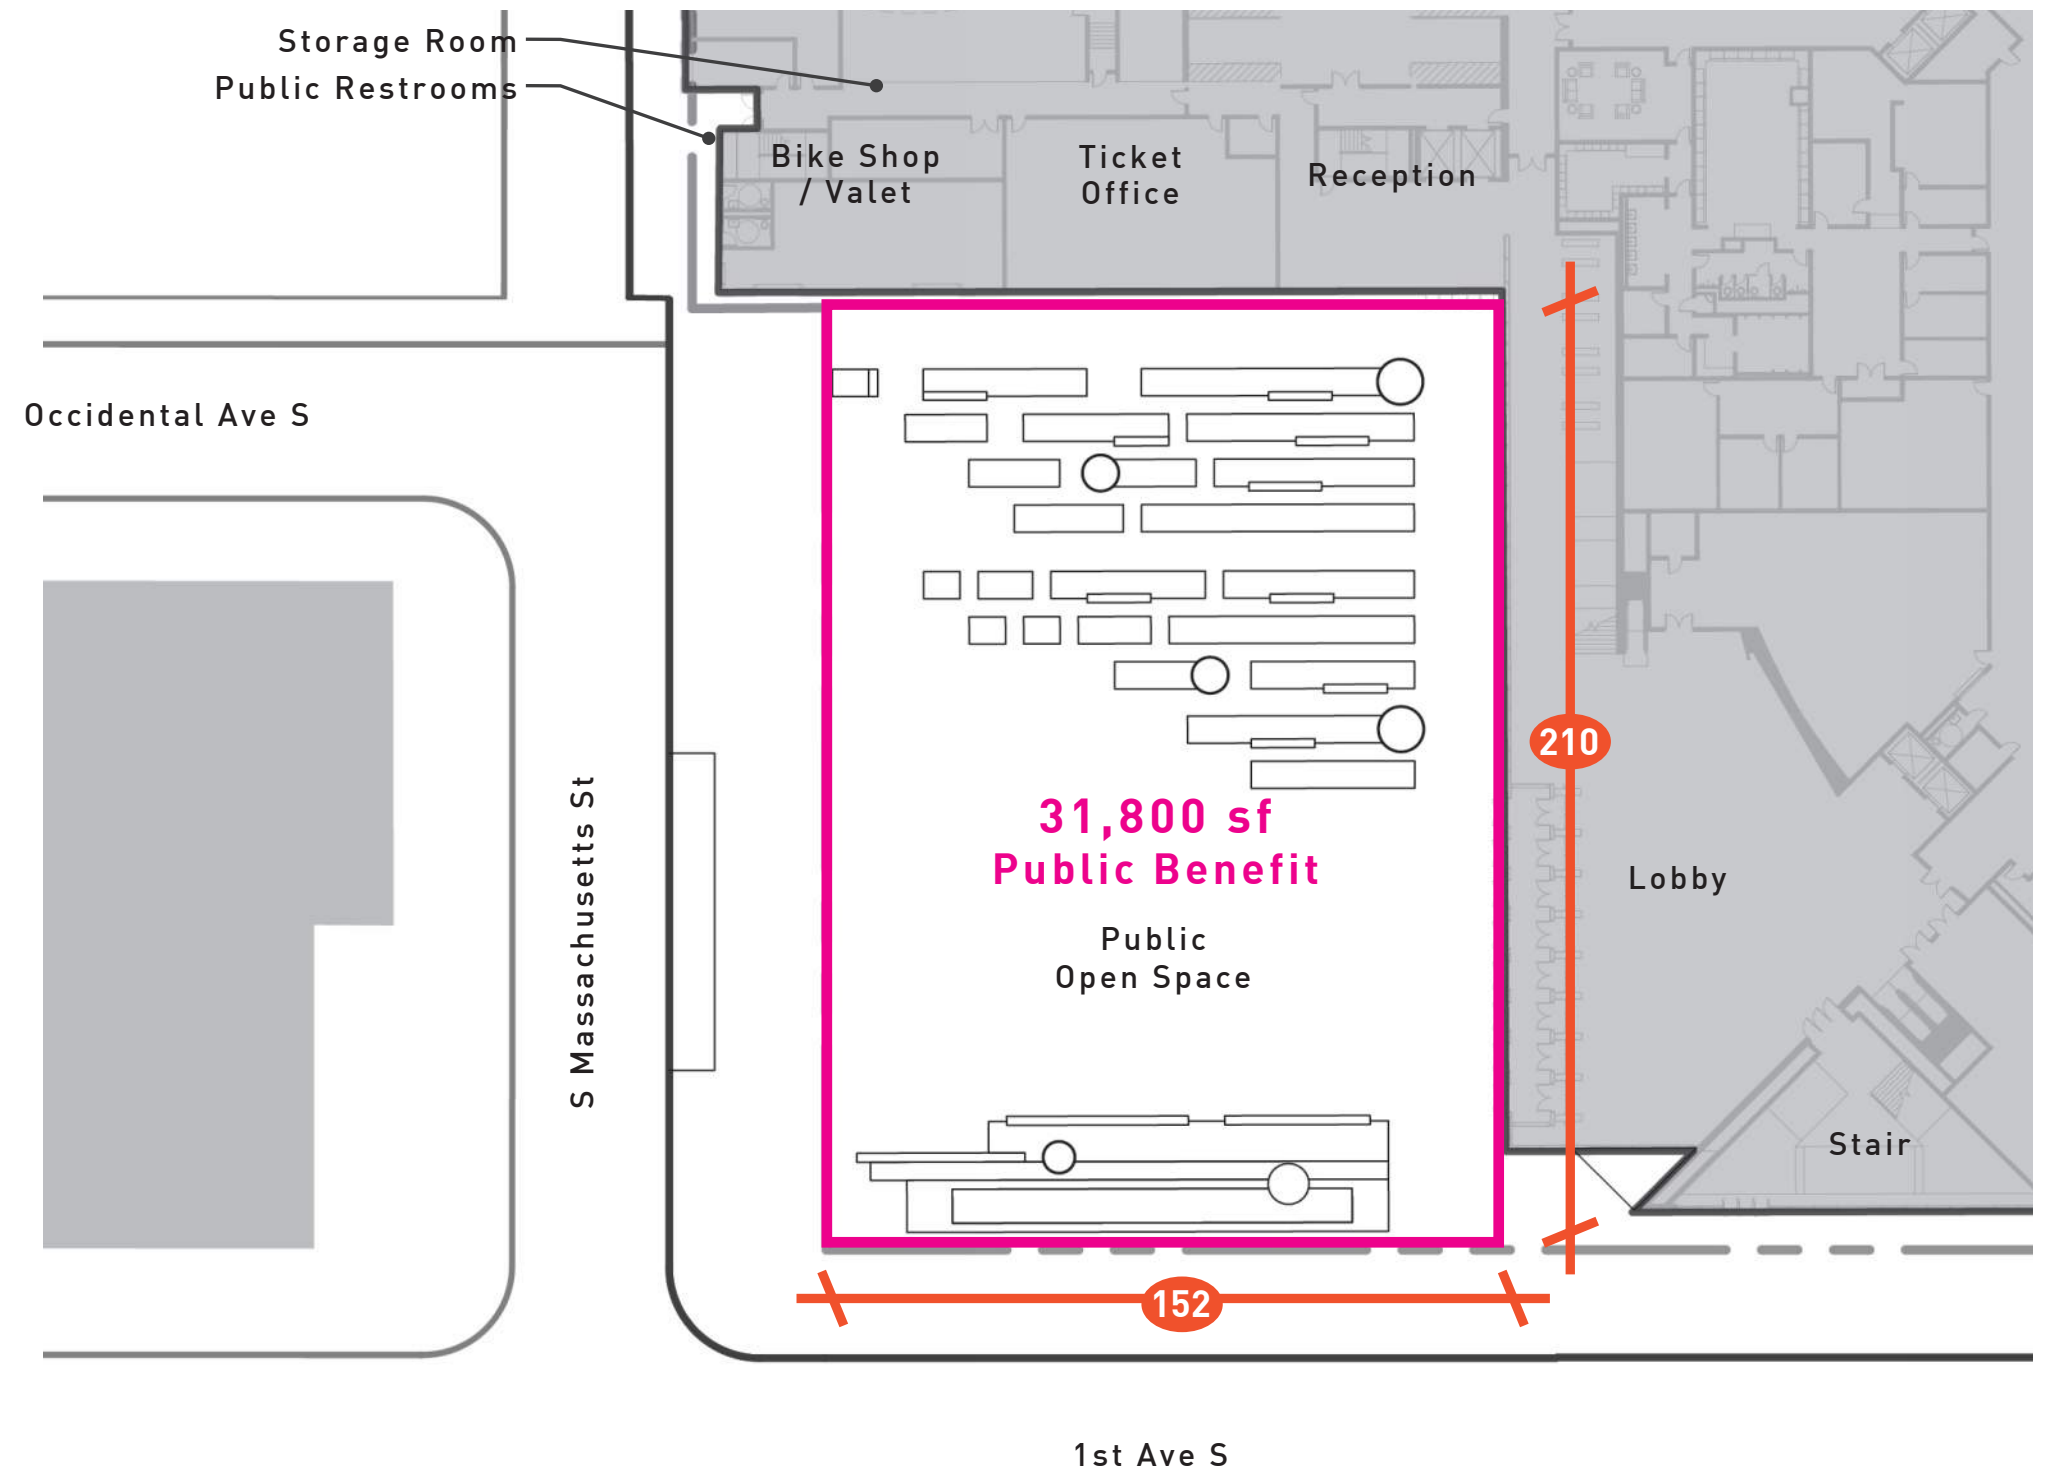 Storage Room
Public Restrooms
Bike Shop
/ Valet
Ticket
Office
Reception
Occidental Ave S
210
S Massachusetts St
31,800 sf
Public Benefit
Lobby
Public
Open Space
Stair
152
1st Ave S